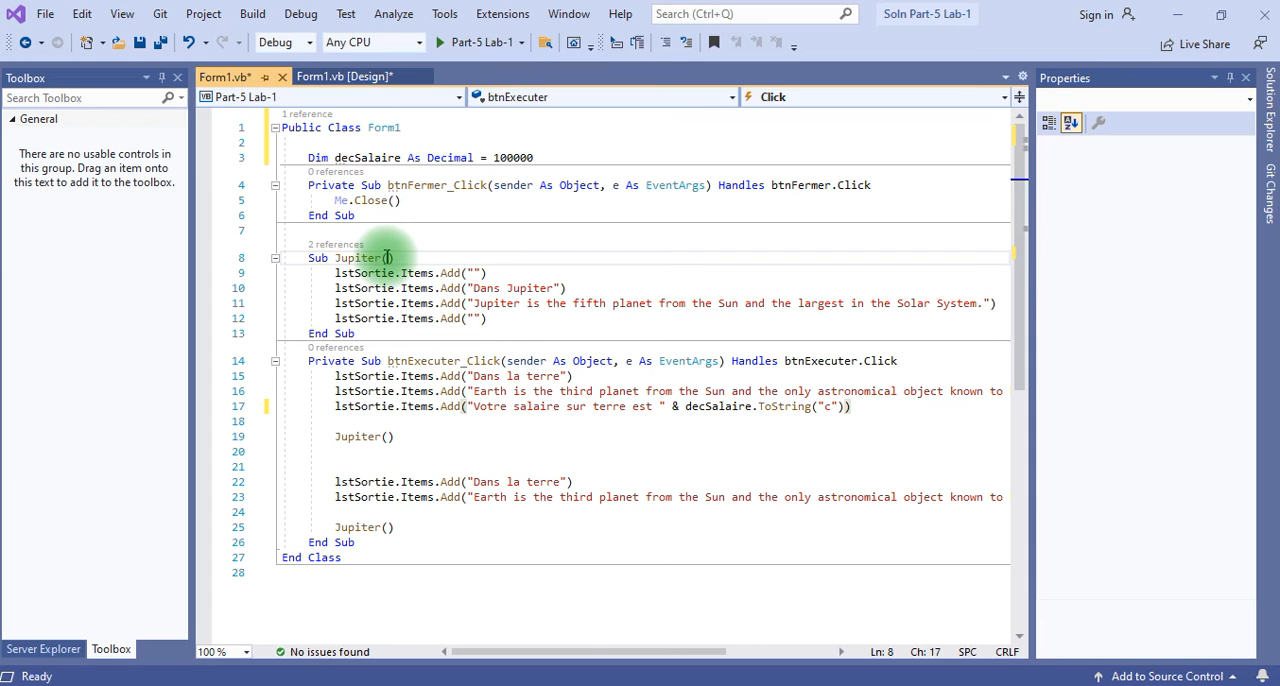 File Edit View Git Project Build Debug Test Analyze Tools Extensions Window Help Search (Ctrl+Q) Soln Part-5 Lab-1 Sign in
Debug Any CPU Part-5 Lab-1 Live Share
Toolbox
Search Toolbox
General
There are no usable controls in
this group. Drag an item onto
this text to add it to the toolbox.
Server Explorer Toolbox
Form1.vb* Form1.vb [Design]*
VB Part-5 Lab-1 btnExecuter Click
1 reference
1 Public Class Form1
2
3 Dim decSalaire As Decimal = 100000
0 references
4 Private Sub btnFermer_Click(sender As Object, e As EventArgs) Handles btnFermer.Click
5 Me.Close()
6 End Sub
7
2 references
8 Sub Jupiter()
9 lstSortie.Items.Add("")
10 lstSortie.Items.Add("Dans Jupiter")
11 lstSortie.Items.Add("Jupiter is the fifth planet from the Sun and the largest in the Solar System.")
12 lstSortie.Items.Add("")
13 End Sub
0 references
14 Private Sub btnExecuter_Click(sender As Object, e As EventArgs) Handles btnExecuter.Click
15 lstSortie.Items.Add("Dans la terre")
16 lstSortie.Items.Add("Earth is the third planet from the Sun and the only astronomical object known to
17 lstSortie.Items.Add("Votre salaire sur terre est " & decSalaire.ToString("c"))
18
19 Jupiter()
20
21
22 lstSortie.Items.Add("Dans la terre")
23 lstSortie.Items.Add("Earth is the third planet from the Sun and the only astronomical object known to
24
25 Jupiter()
26 End Sub
27 End Class
28
100 % No issues found Ln: 8 Ch: 17 SPC CRLF
Properties
Solution Explorer
Git Changes
Ready Add to Source Control